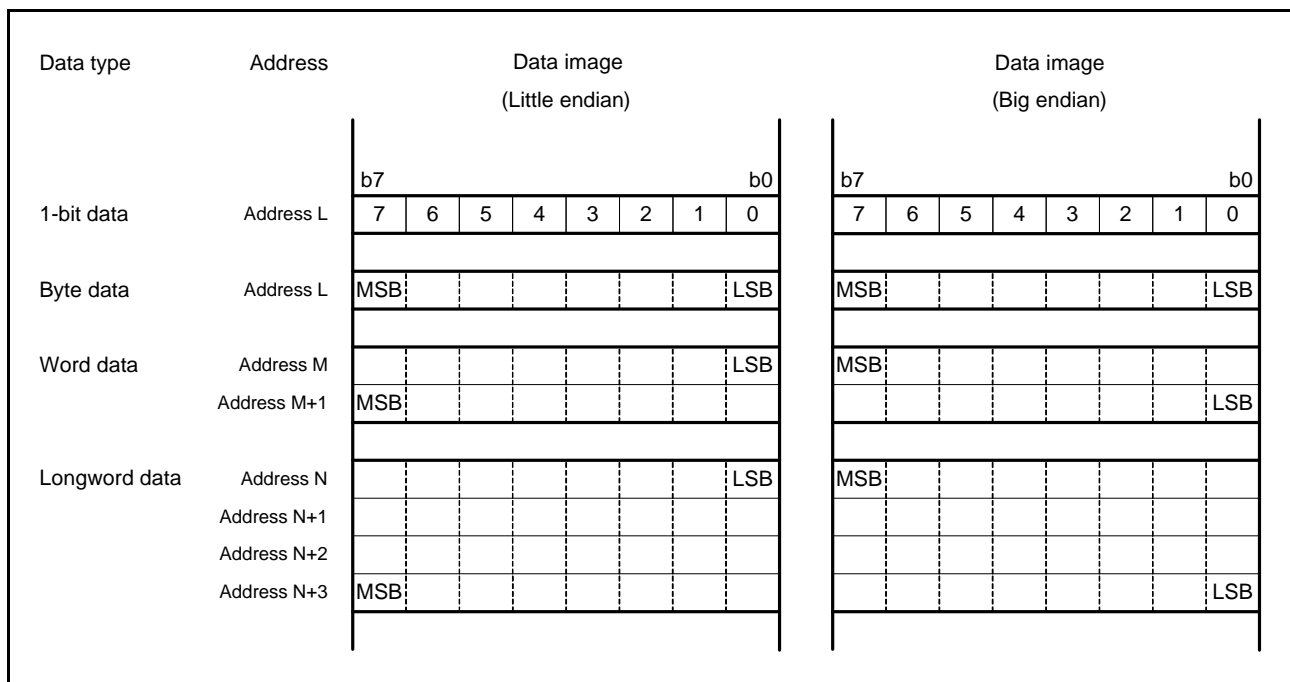 Data type Address Data image Data image
(Little endian) (Big endian)
b7 b0 b7 b0
1-bit data Address L 7 6 5 4 3 2 1 0 7 6 5 4 3 2 1 0
Byte data Address L MSB LSB MSB LSB
Word data Address M LSB MSB
Address M+1 MSB LSB
Longword data Address N LSB MSB
Address N+1
Address N+2
Address N+3 MSB LSB